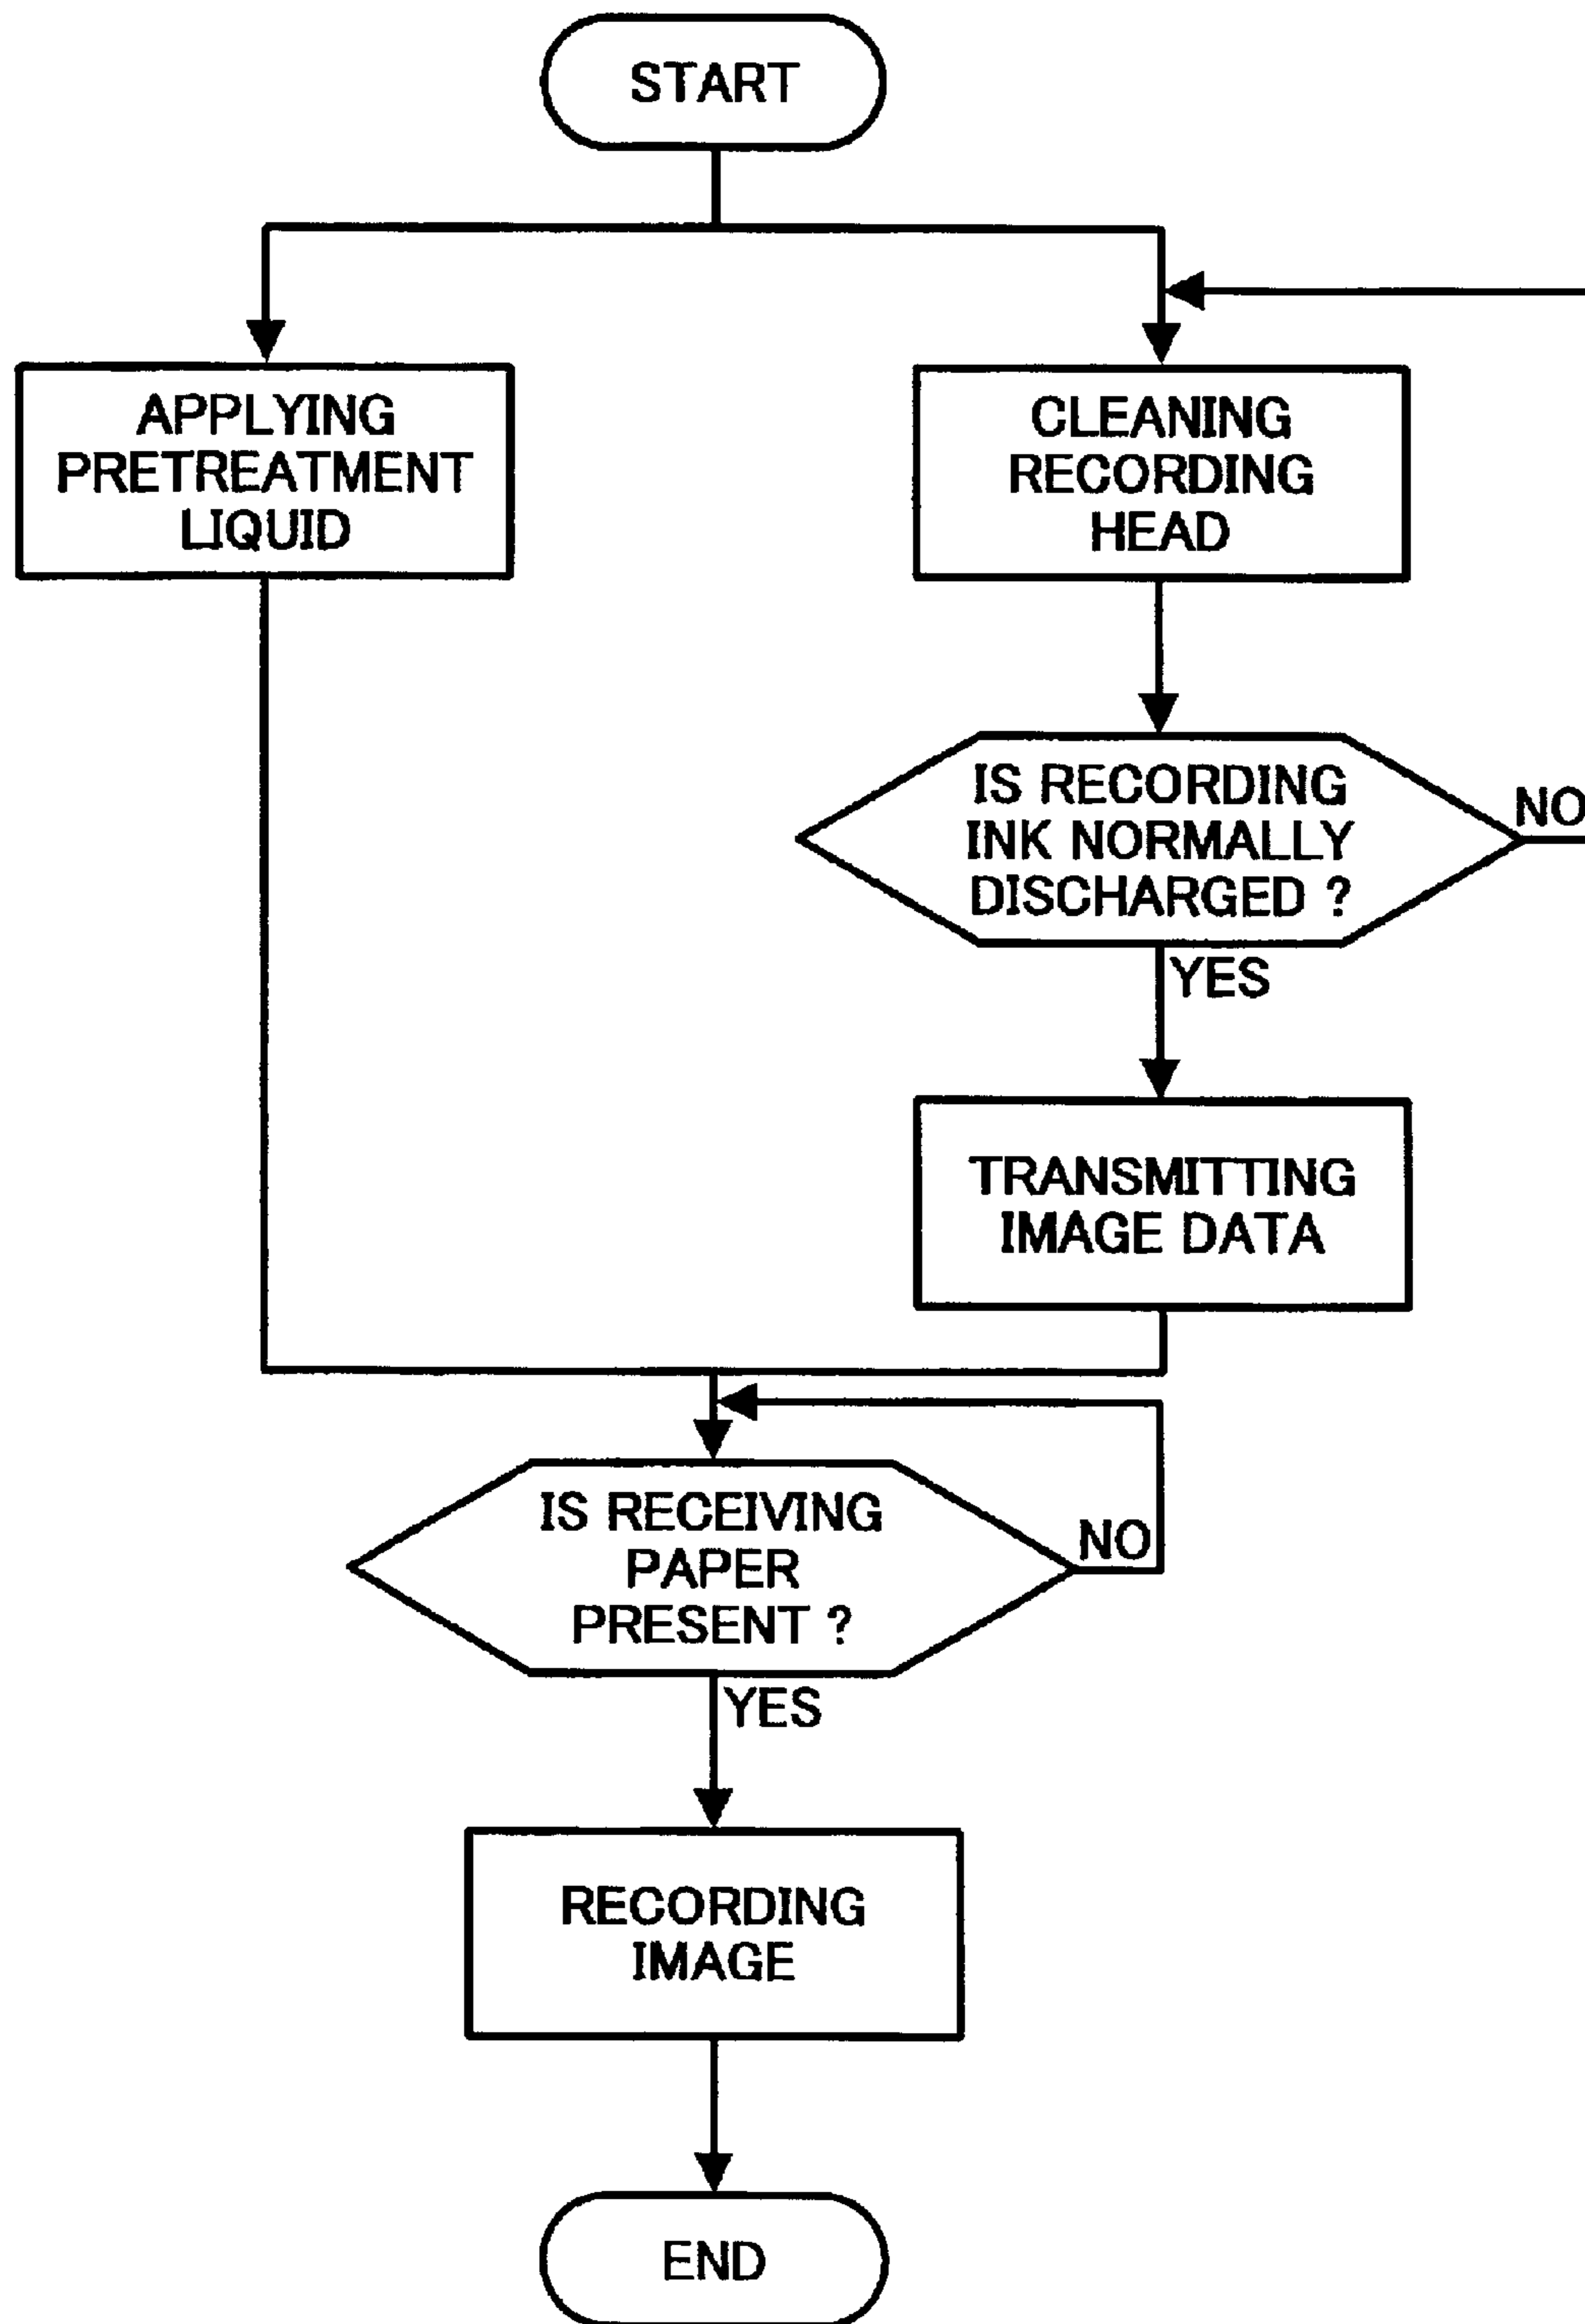 START
APPLYING
PRETREATMENT
LIQUID
CLEANING
RECORDING
HEAD
IS RECORDING
INK NORMALLY
DISCHARGED ?
NO
YES
TRANSMITTING
IMAGE DATA
IS RECEIVING
PAPER
PRESENT ?
NO
YES
RECORDING
IMAGE
END